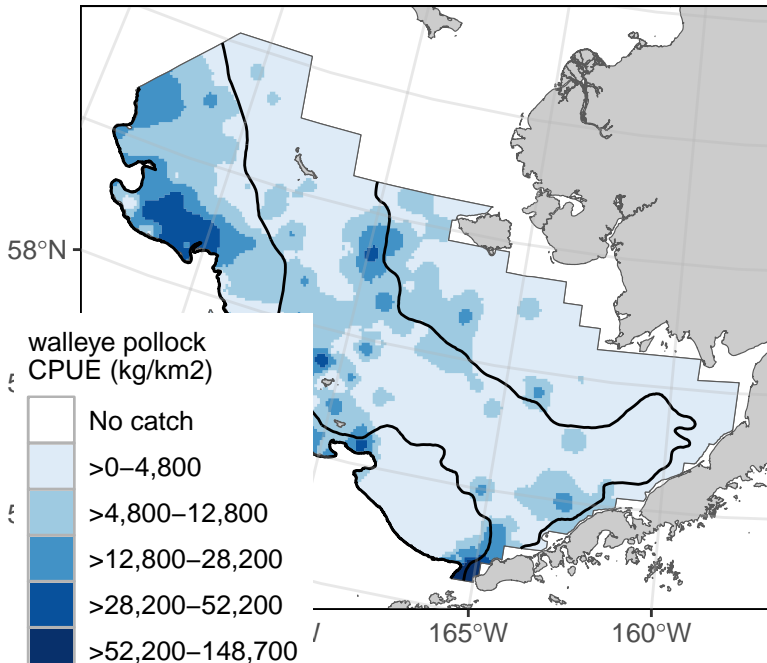 58°N
walleye pollock
CPUE (kg/km2)
No catch
>0−4,800
>4,800−12,800
>12,800−28,200
>28,200−52,200
>52,200−148,700
165°W
160°W